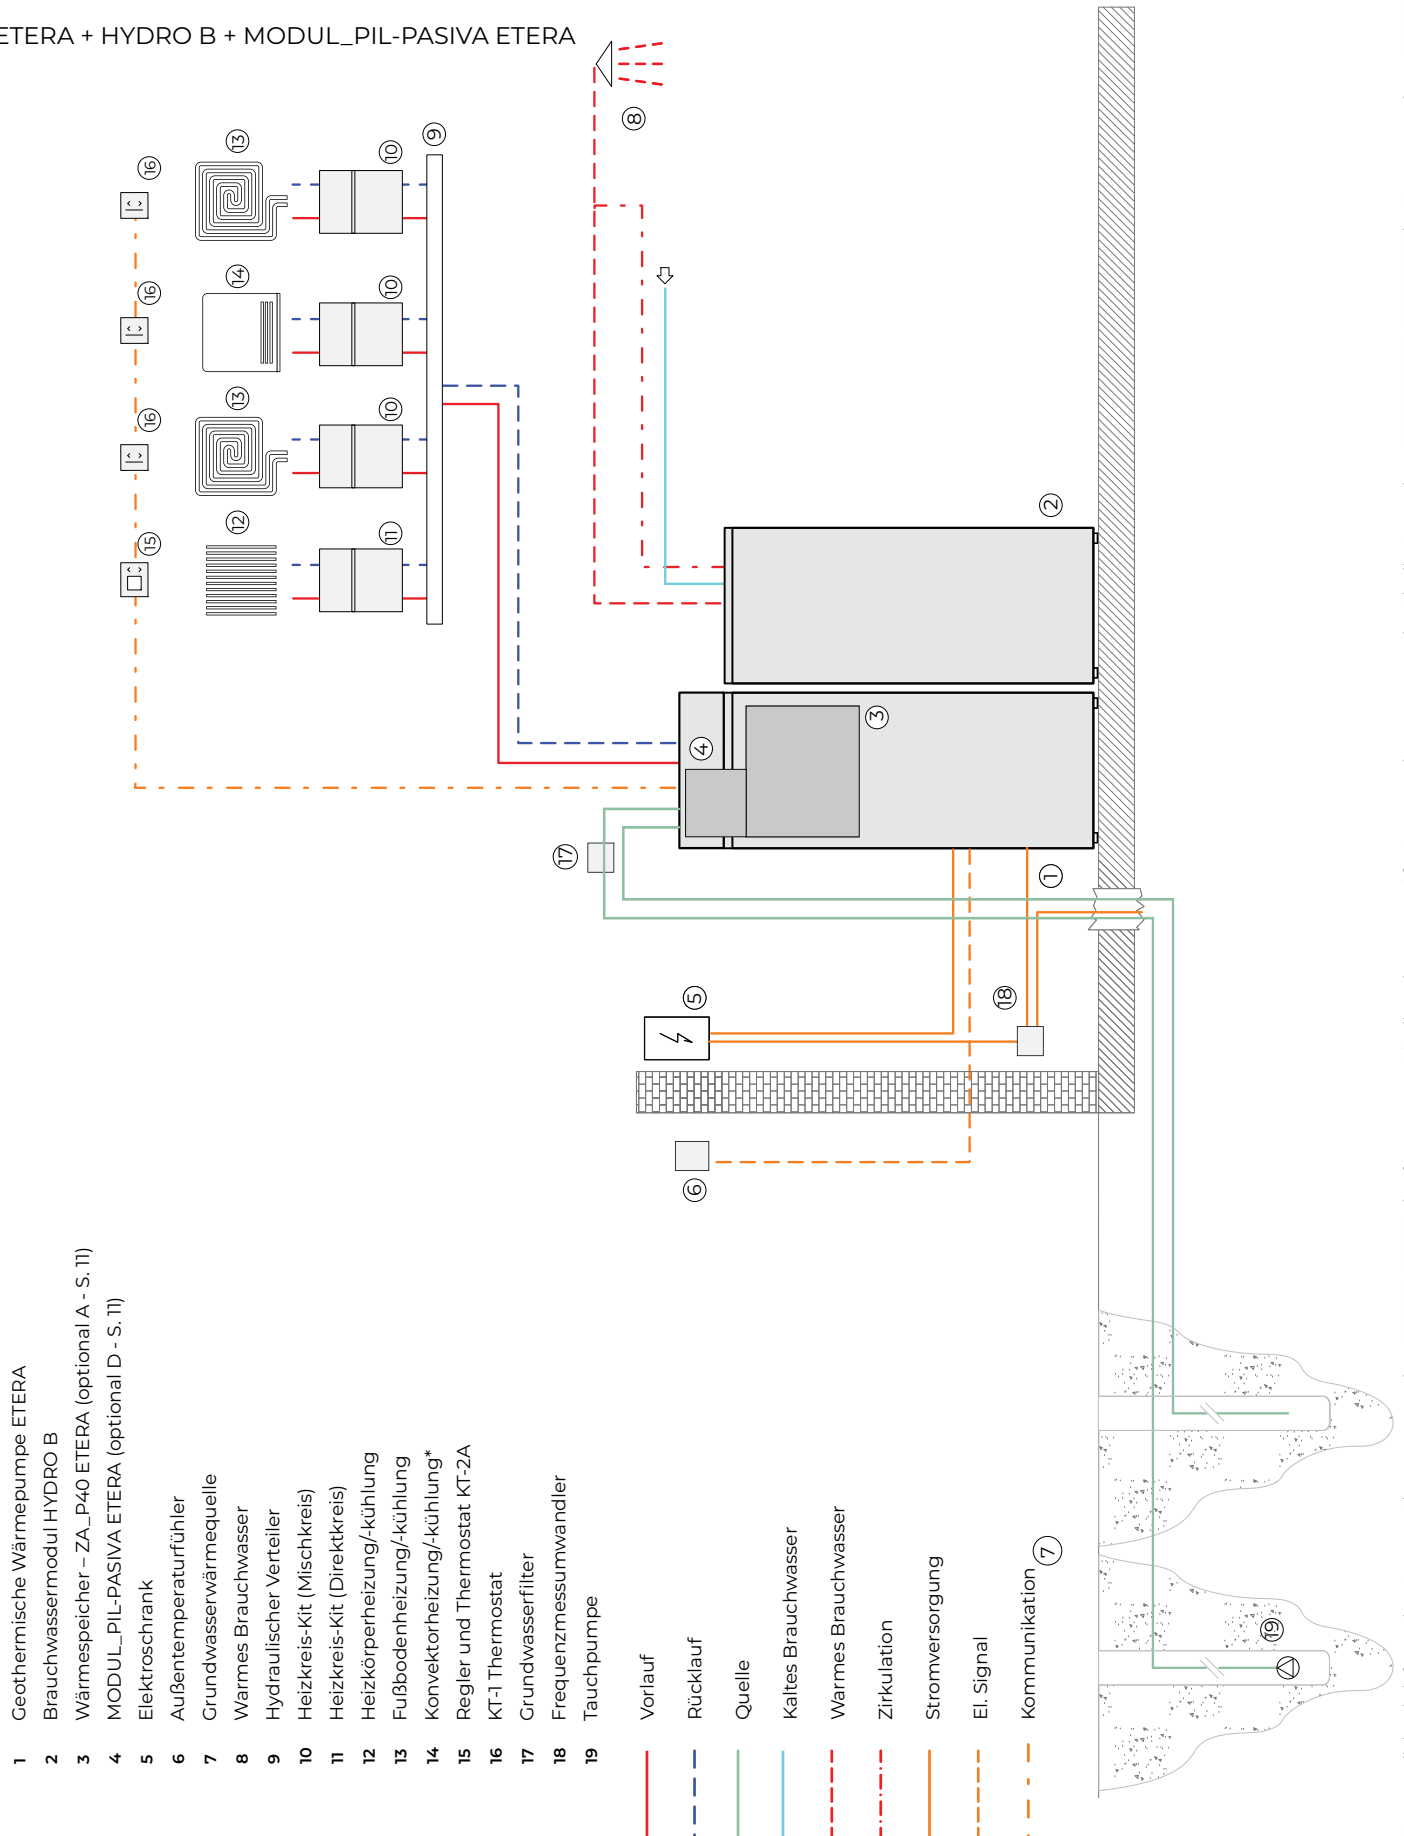 ETERA + HYDRO B + MODUL_PIL-PASIVA ETERA
1 Geothermische Wärmepumpe ETERA
2 Brauchwassermodul HYDRO B
3 Wärmespeicher – ZA_P40 ETERA (optional A - S. 11)
4 MODUL_PIL-PASIVA ETERA (optional D - S. 11)
5 Elektroschrank
6 Außentemperaturfühler
7 Grundwasserwärmequelle
8 Warmes Brauchwasser
9 Hydraulischer Verteiler
10 Heizkreis-Kit (Mischkreis)
11 Heizkreis-Kit (Direktkreis)
12 Heizkörperheizung/-kühlung
13 Fußbodenheizung/-kühlung
14 Konvektorheizung/-kühlung*
15 Regler und Thermostat KT-2A
16 KT-1 Thermostat
17 Grundwasserfilter
18 Frequenzmessumwandler
19 Tauchpumpe
Vorlauf
Rücklauf
Quelle
Kaltes Brauchwasser
Warmes Brauchwasser
Zirkulation
Stromversorgung
El. Signal
Kommunikation
15
16
16
16
12
13
14
13
11
10
10
10
9
8
17
4
3
2
1
5
18
6
7
19